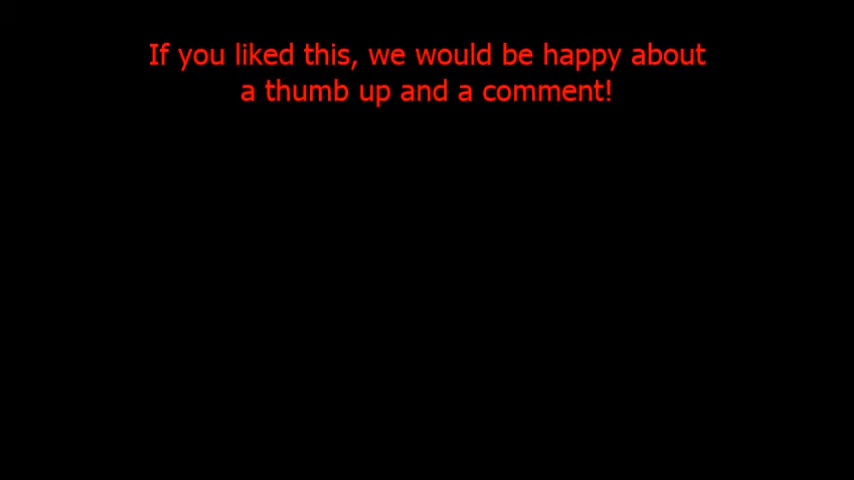 If you liked this, we would be happy about
a thumb up and a comment!